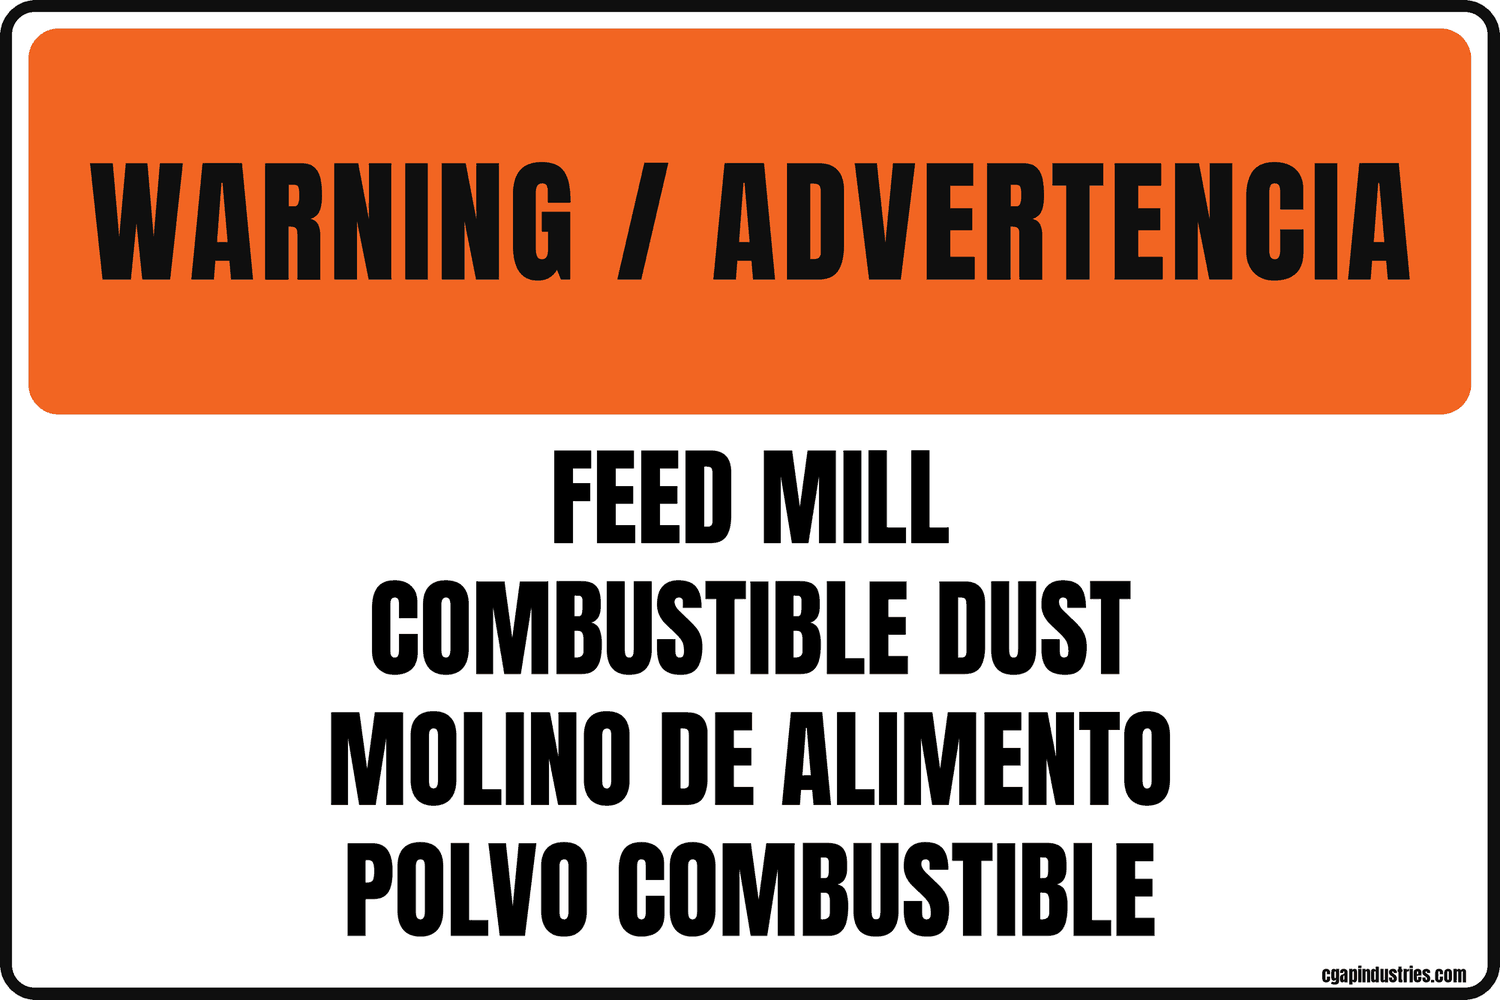 WARNING / ADVERTENCIA
FEED MILL
COMBUSTIBLE DUST
MOLINO DE ALIMENTO
POLVO COMBUSTIBLE
cgapindustries.com